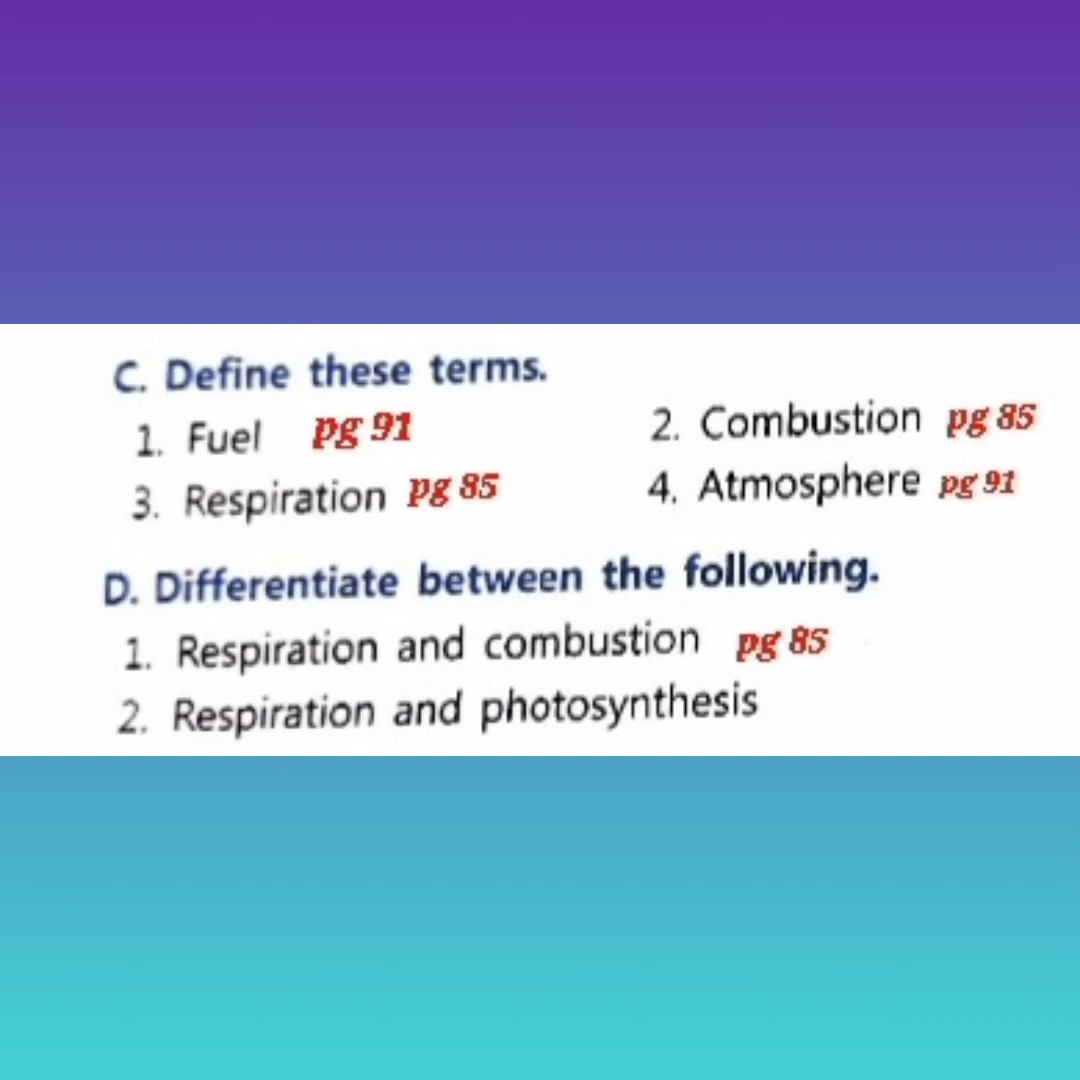 C. Define these terms.
1. Fuel pg 91 2. Combustion pg 85
3. Respiration pg 85 4. Atmosphere pg 91
D. Differentiate between the following.
1. Respiration and combustion pg 85
2. Respiration and photosynthesis